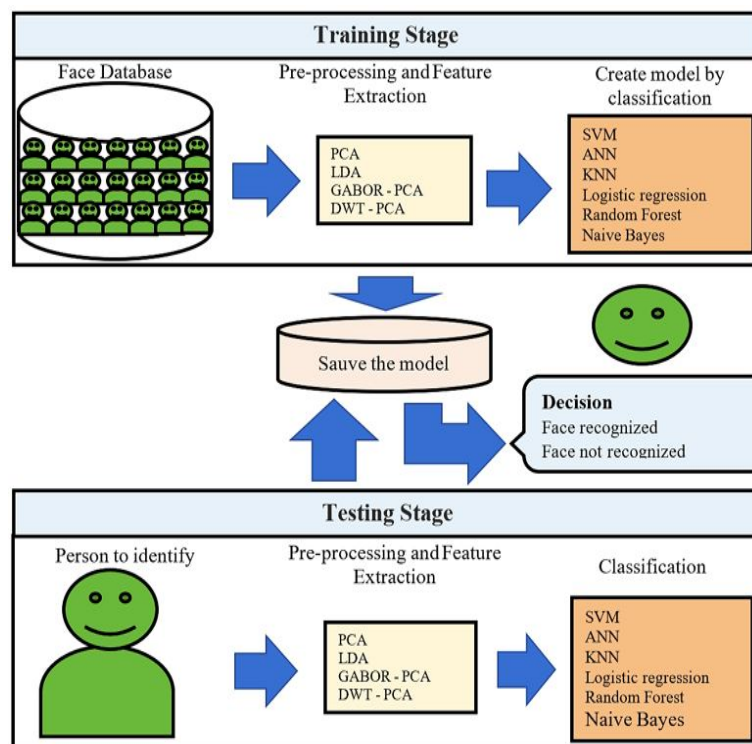 Training Stage
Face Database
Pre-processing and Feature
Extraction
Create model by
classification
PCA
LDA
GABOR - PCA
DWT - PCA
SVM
ANN
KNN
Logistic regression
Random Forest
Naive Bayes
Sauve the model
Decision
Face recognized
Face not recognized
Testing Stage
Person to identify
Pre-processing and Feature
Extraction
Classification
PCA
LDA
GABOR - PCA
DWT - PCA
SVM
ANN
KNN
Logistic regression
Random Forest
Naive Bayes